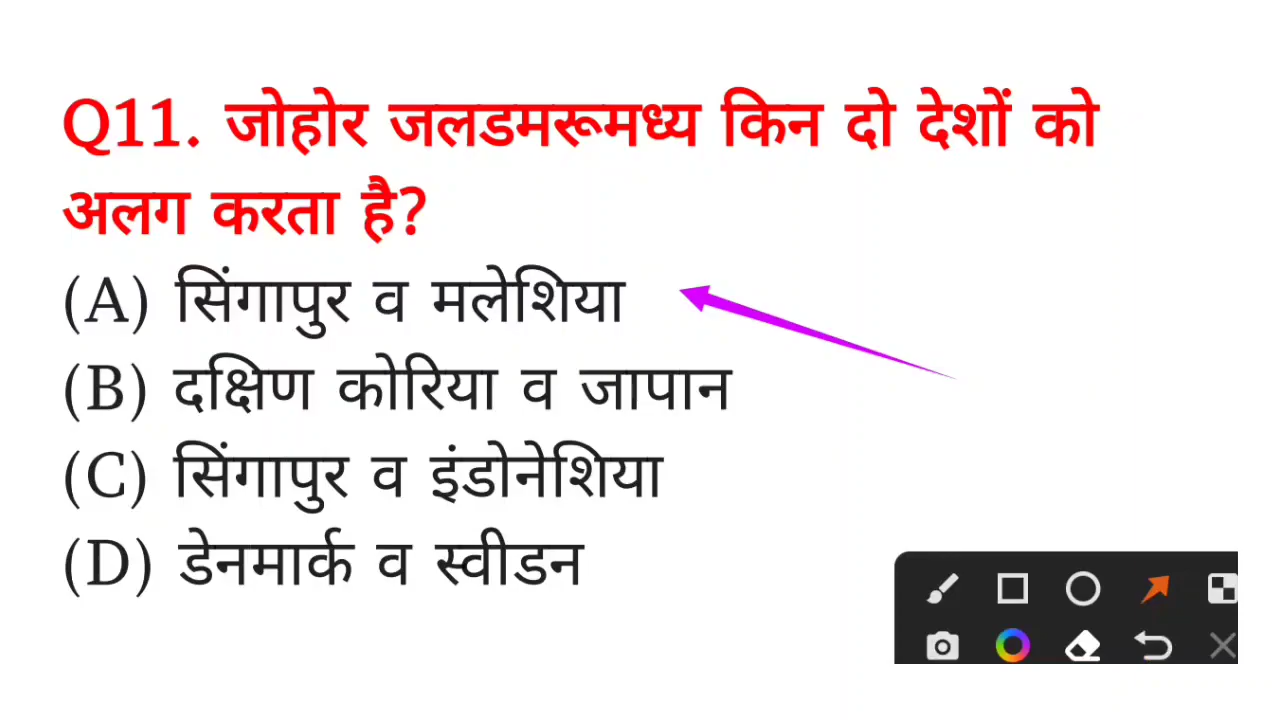 Q11. जोहोर जलडमरूमध्य किन दो देशों को
अलग करता है?
(A) सिंगापुर व मलेशिया
(B) दक्षिण कोरिया व जापान
(C) सिंगापुर व इंडोनेशिया
(D) डेनमार्क व स्वीडन